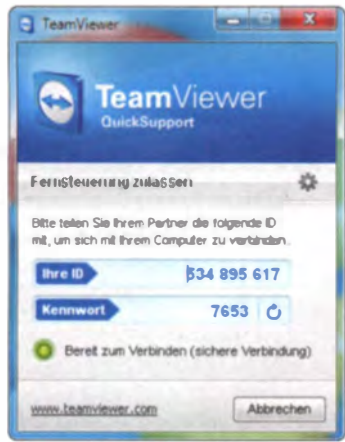 TeamViewer
TeamViewer
QuickSupport
Fernsteuerung zulassen
Bitte teilen Sie Ihrem Partner die folgende ID
mit, um sich mit Ihrem Computer zu verbinden.
Ihre ID 534 895 617
Kennwort 7653
Bereit zum Verbinden (sichere Verbindung)
www.teamviewer.com Abbrechen